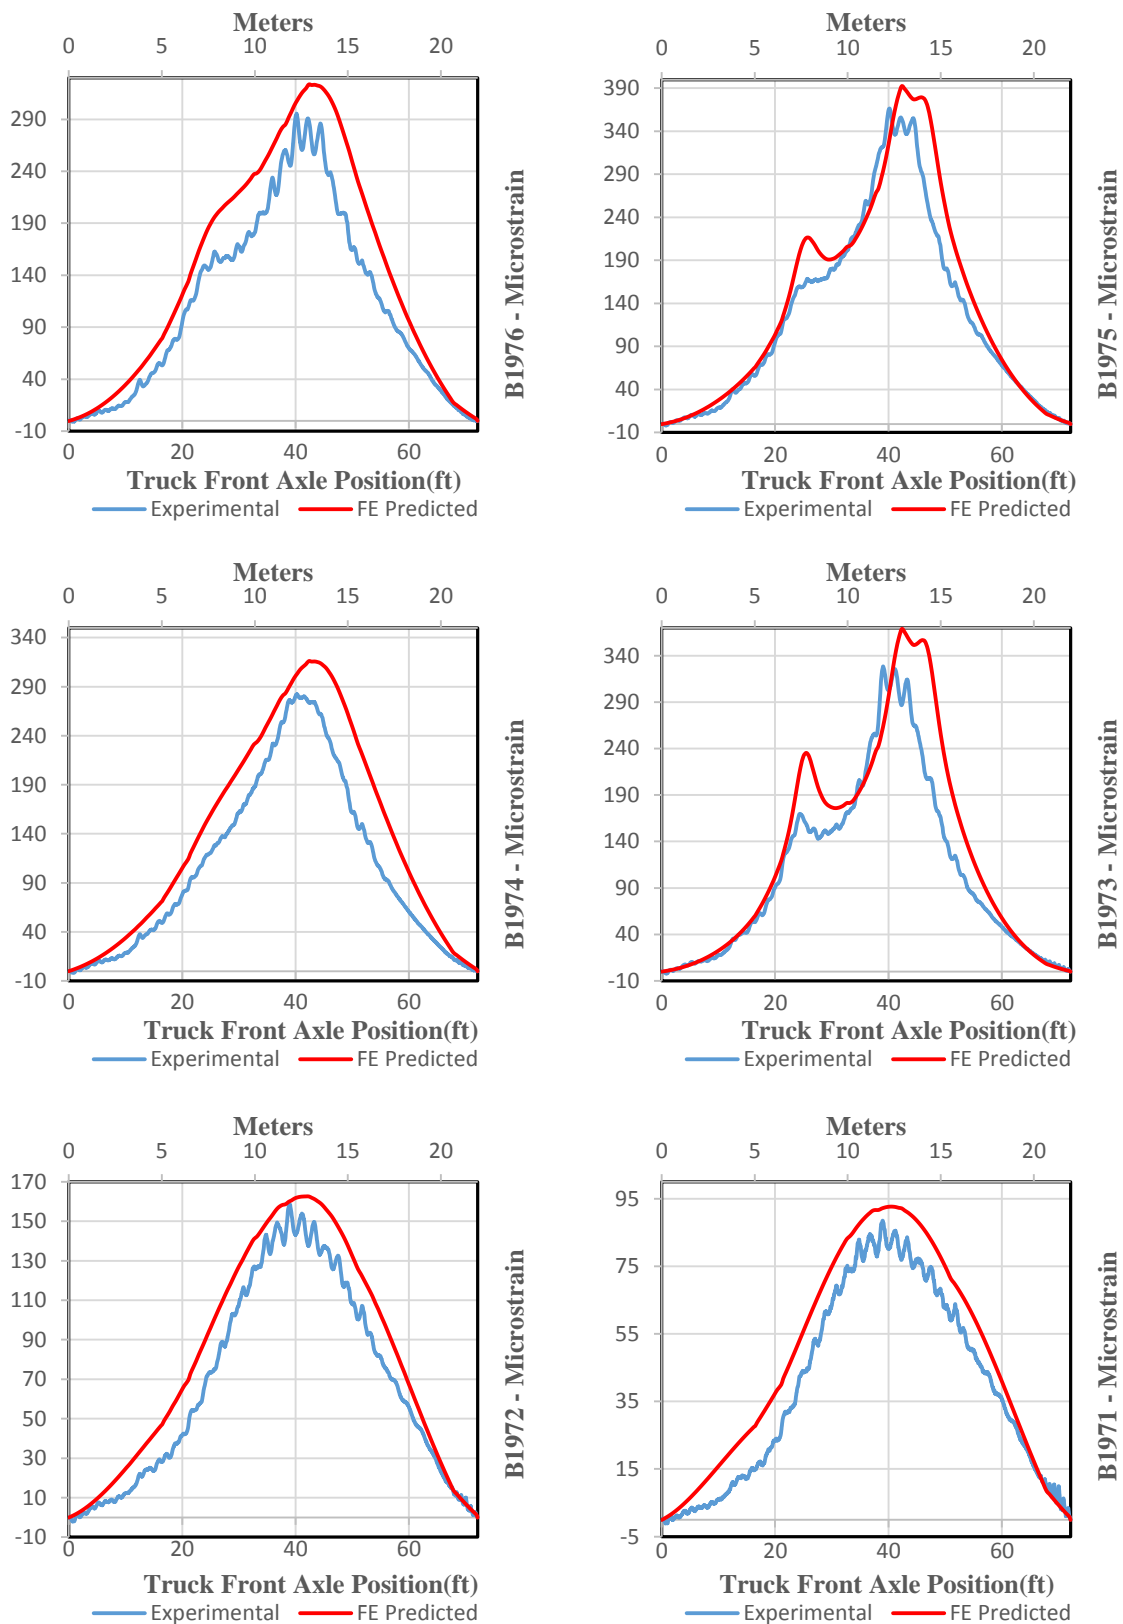 Meters
0 5 10 15 20
290
240
190
140
90
40
-10
0 20 40 60
B1976 - Microstrain
Truck Front Axle Position(ft)
Experimental FE Predicted
Meters
0 5 10 15 20
390
340
290
240
190
140
90
40
-10
0 20 40 60
B1975 - Microstrain
Truck Front Axle Position(ft)
Experimental FE Predicted
Meters
0 5 10 15 20
340
290
240
190
140
90
40
-10
0 20 40 60
B1974 - Microstrain
Truck Front Axle Position(ft)
Experimental FE Predicted
Meters
0 5 10 15 20
340
290
240
190
140
90
40
-10
0 20 40 60
B1973 - Microstrain
Truck Front Axle Position(ft)
Experimental FE Predicted
Meters
0 5 10 15 20
170
150
130
110
90
70
50
30
10
-10
0 20 40 60
B1972 - Microstrain
Truck Front Axle Position(ft)
Experimental FE Predicted
Meters
0 5 10 15 20
95
75
55
35
15
-5
0 20 40 60
B1971 - Microstrain
Truck Front Axle Position(ft)
Experimental FE Predicted